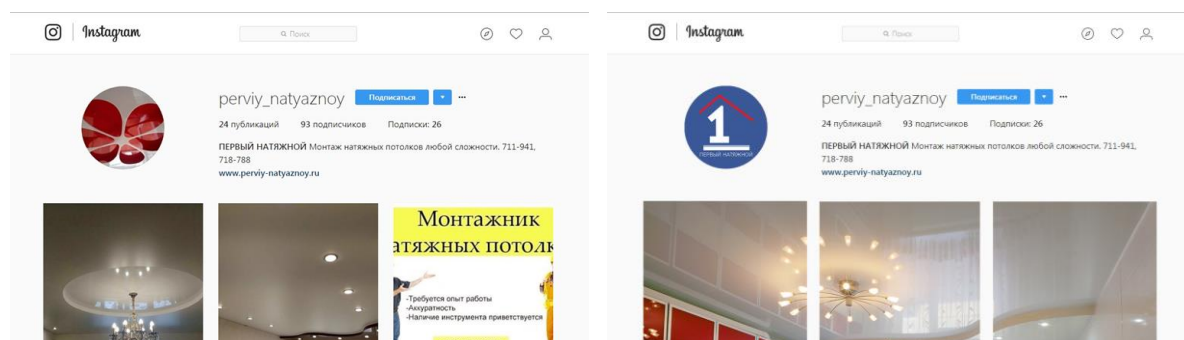 Instagram
Поиск
perviy_natyaznoy Подписаться
24 публикаций 93 подписчиков Подписки: 26
ПЕРВЫЙ НАТЯЖНОЙ Монтаж натяжных потолков любой сложности. 711-941,
718-788
www.perviy-natyaznoy.ru
Монтажник
атяжных потолк
-Требуется опыт работы
-Аккуратность
-Наличие инструмента приветствуется
Instagram
Поиск
1
ПЕРВЫЙ НАТЯЖНОЙ
perviy_natyaznoy Подписаться
24 публикаций 93 подписчиков Подписки: 26
ПЕРВЫЙ НАТЯЖНОЙ Монтаж натяжных потолков любой сложности. 711-941,
718-788
www.perviy-natyaznoy.ru